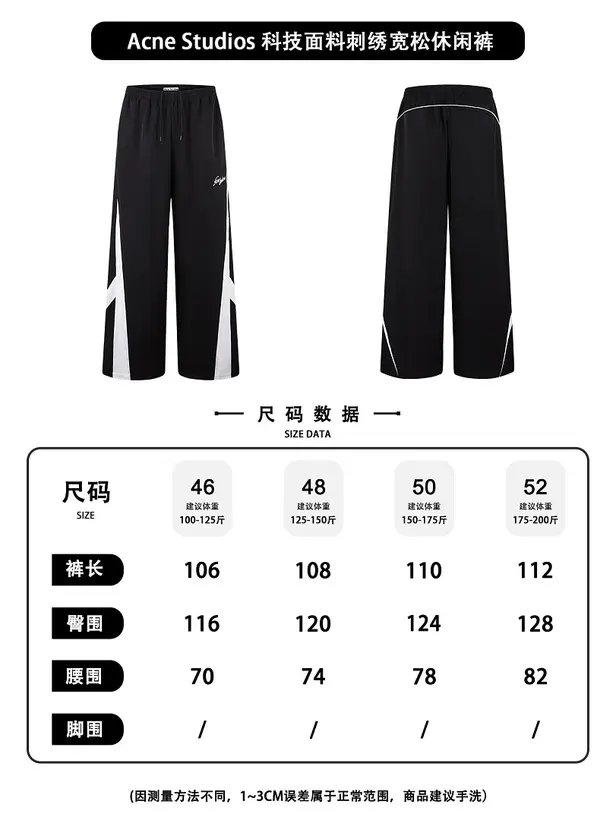 Acne Studios 科技面料刺绣宽松休闲裤
尺码数据
SIZE DATA
尺码 46 48 50 52
SIZE 建议体重 建议体重 建议体重 建议体重
100-125斤 125-150斤 150-175斤 175-200斤
裤长 106 108 110 112
臀围 116 120 124 128
腰围 70 74 78 82
脚围 / / / /
(因测量方法不同，1~3CM误差属于正常范围，商品建议手洗)